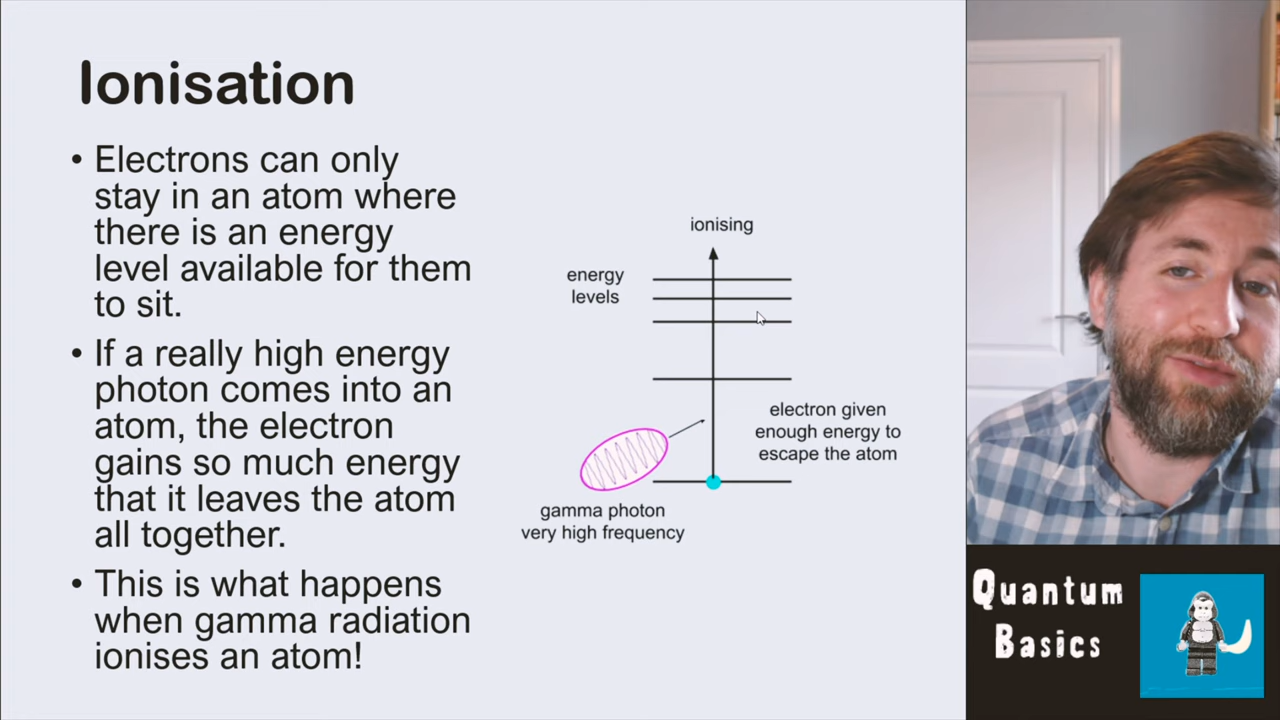 Ionisation
• Electrons can only
stay in an atom where
there is an energy
level available for them
to sit.
• If a really high energy
photon comes into an
atom, the electron
gains so much energy
that it leaves the atom
all together.
• This is what happens
when gamma radiation
ionises an atom!
ionising
energy
levels
electron given
enough energy to
escape the atom
gamma photon
very high frequency
Quantum
Basics